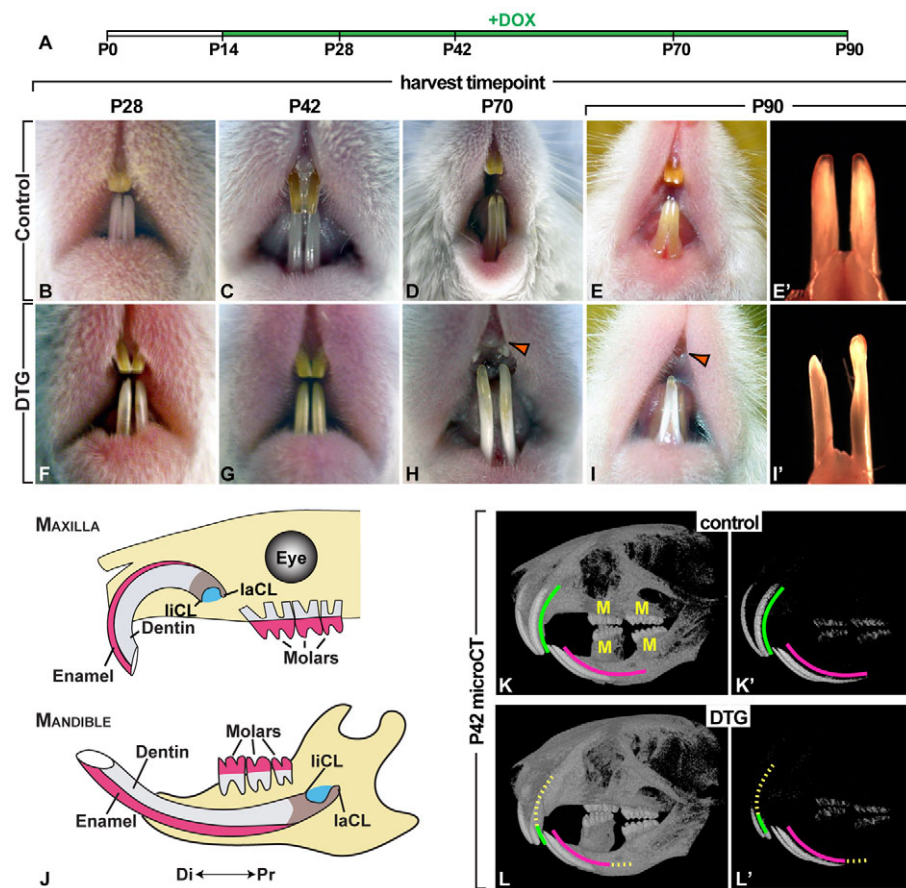 +DOX
A
P0 P14 P28 P42 P70 P90
harvest timepoint
P28 P42 P70 P90
Control
B C D E E'
DTG
F G H I I'
MAXILLA
Eye
liCL laCL
Dentin
Enamel
Molars
MANDIBLE
Molars
Dentin
liCL
laCL
Enamel
J
Di Pr
P42 microCT
control
M M
M M
K K'
DTG
L L'